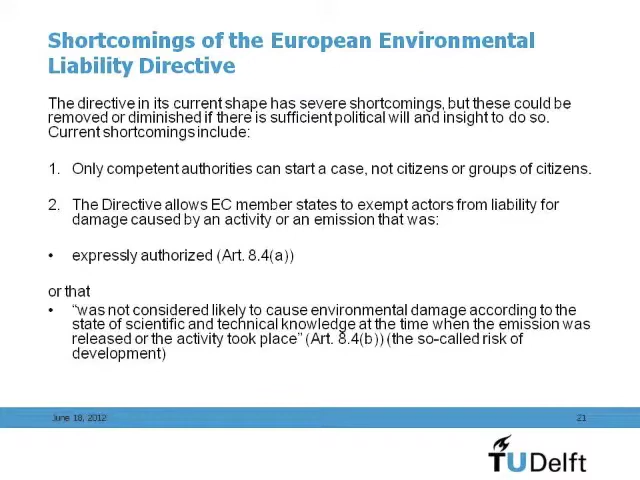 Shortcomings of the European Environmental
Liability Directive
The directive in its current shape has severe shortcomings, but these could be
removed or diminished if there is sufficient political will and insight to do so.
Current shortcomings include:
1. Only competent authorities can start a case, not citizens or groups of citizens.
2. The Directive allows EC member states to exempt actors from liability for
damage caused by an activity or an emission that was:
• expressly authorized (Art. 8.4(a))
or that
• “was not considered likely to cause environmental damage according to the
state of scientific and technical knowledge at the time when the emission was
released or the activity took place” (Art. 8.4(b)) (the so-called risk of
development)
June 18, 2012
21
TUDelft